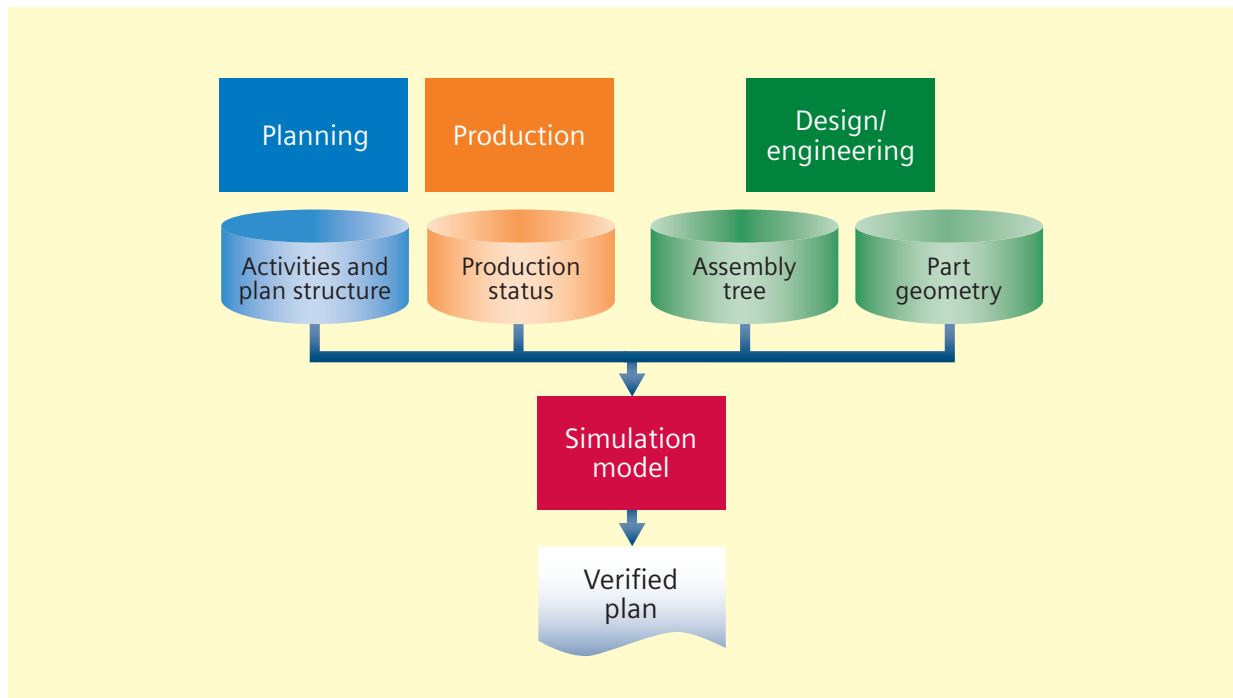 Planning
Production
Design/
engineering
Activities and
plan structure
Production
status
Assembly
tree
Part
geometry
Simulation
model
Verified
plan